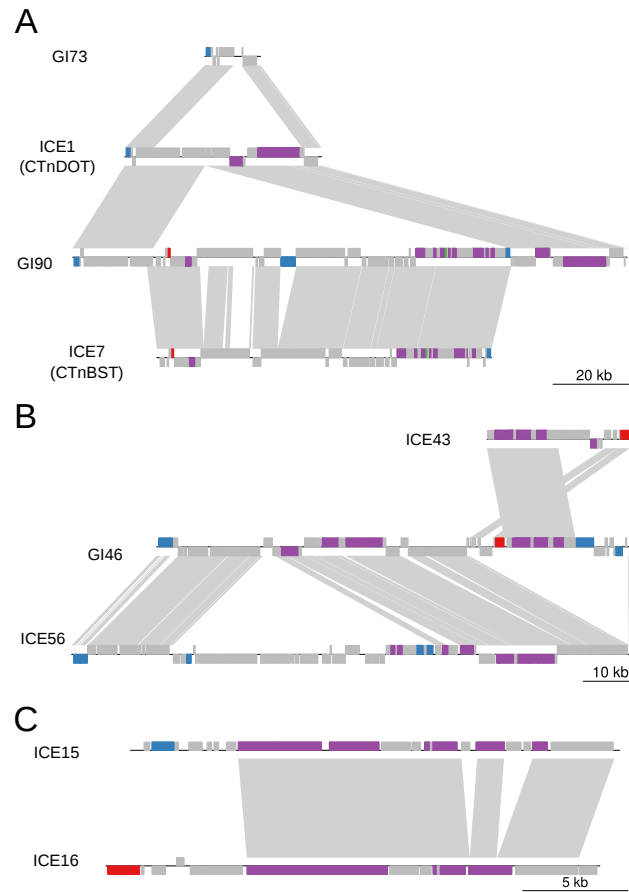 A
GI73
ICE1
(CTnDOT)
GI90
ICE7
(CTnBST)
20 kb
B
ICE43
GI46
ICE56
10 kb
C
ICE15
ICE16
5 kb